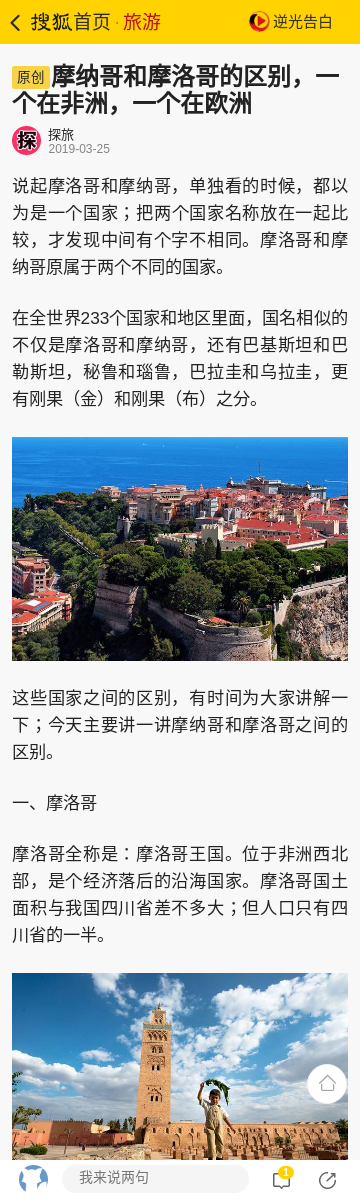 搜狐首页 · 旅游
逆光告白
原创 摩纳哥和摩洛哥的区别，一
个在非洲，一个在欧洲
探
探旅
2019-03-25
说起摩洛哥和摩纳哥，单独看的时候，都以
为是一个国家；把两个国家名称放在一起比
较，才发现中间有个字不相同。摩洛哥和摩
纳哥原属于两个不同的国家。
在全世界233个国家和地区里面，国名相似的
不仅是摩洛哥和摩纳哥，还有巴基斯坦和巴
勒斯坦，秘鲁和瑙鲁，巴拉圭和乌拉圭，更
有刚果（金）和刚果（布）之分。
这些国家之间的区别，有时间为大家讲解一
下；今天主要讲一讲摩纳哥和摩洛哥之间的
区别。
一、摩洛哥
摩洛哥全称是：摩洛哥王国。位于非洲西北
部，是个经济落后的沿海国家。摩洛哥国土
面积与我国四川省差不多大；但人口只有四
川省的一半。
我来说两句
1